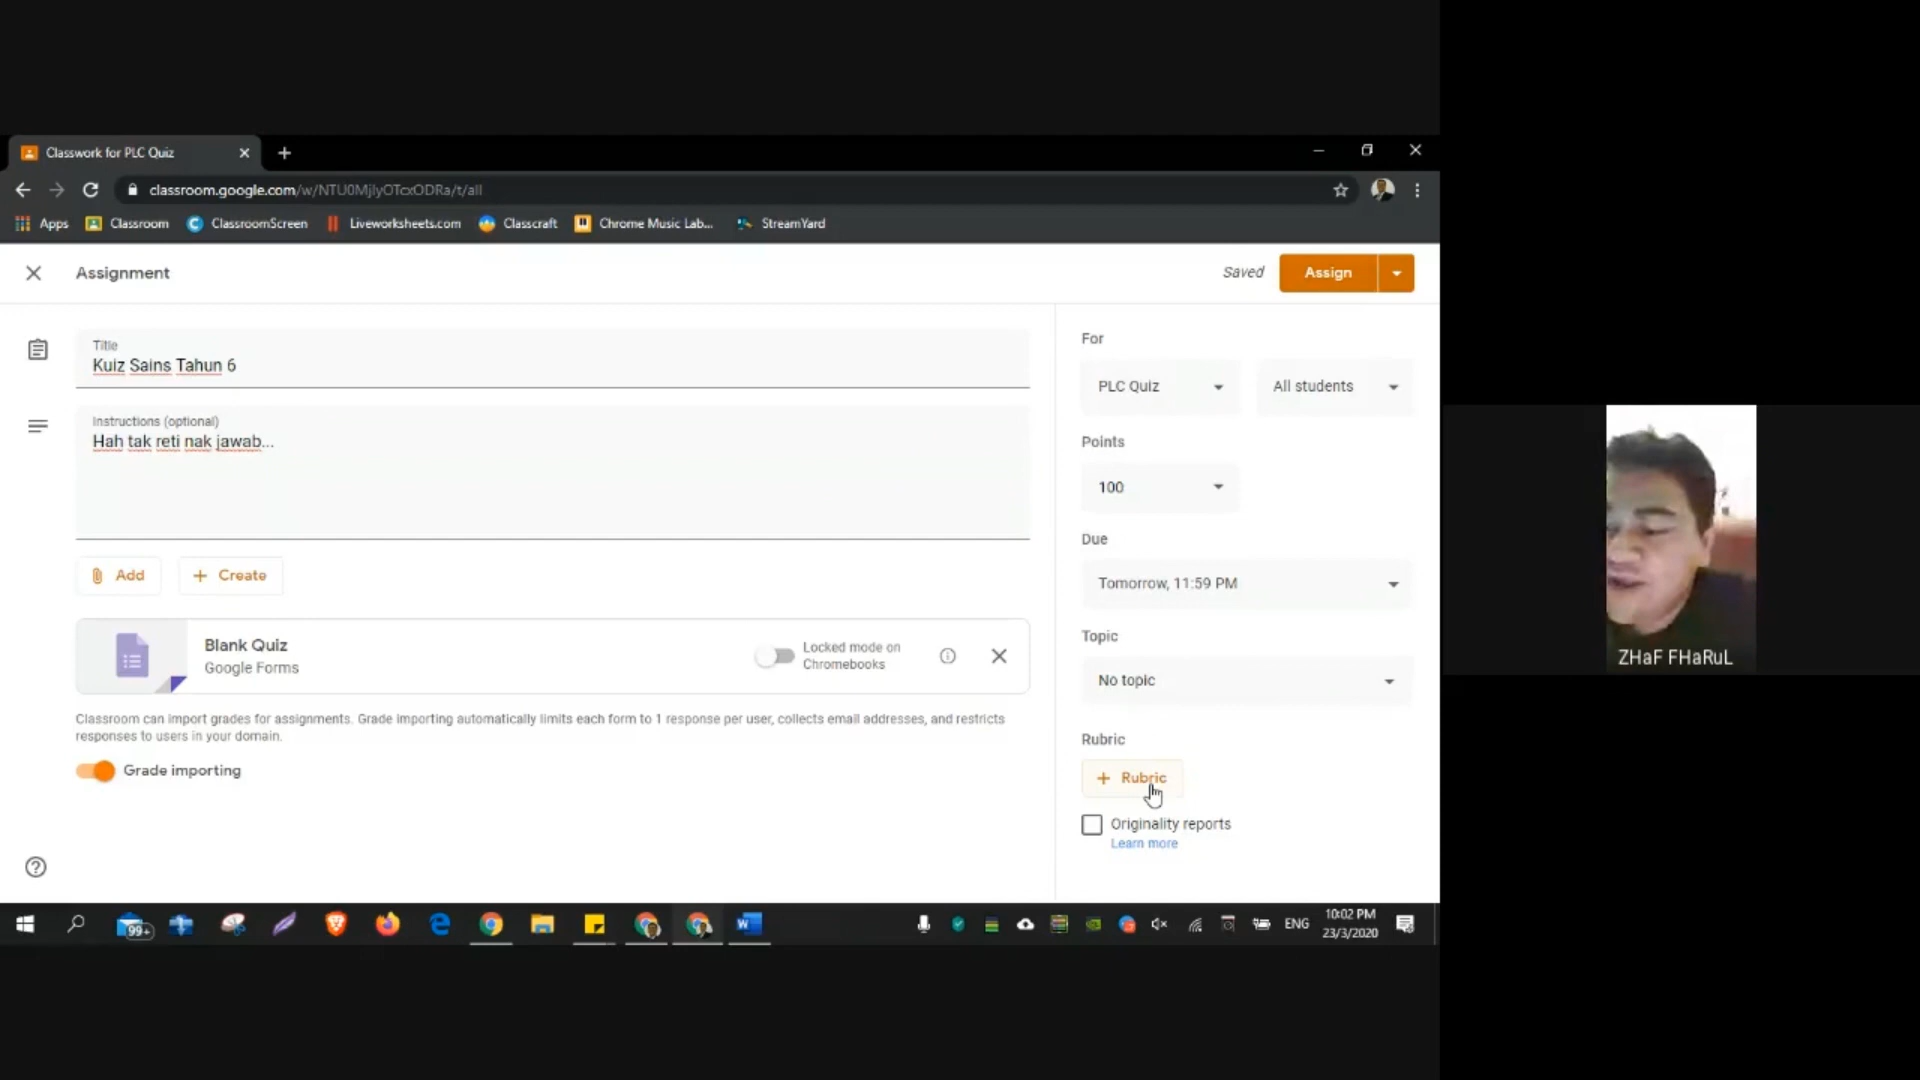 Classwork for PLC Quiz
classroom.google.com/w/NTU0MjIyOTcxODRa/t/all
Apps
Classroom
ClassroomScreen
Liveworksheets.com
Classcraft
Chrome Music Lab...
StreamYard
Assignment
Saved
Assign
Title
Kuiz Sains Tahun 6
Instructions (optional)
Hah tak reti nak jawab...
Add
Create
Blank Quiz
Google Forms
Locked mode on
Chromebooks
Classroom can import grades for assignments. Grade importing automatically limits each form to 1 response per user, collects email addresses, and restricts
responses to users in your domain.
Grade importing
For
PLC Quiz
All students
Points
100
Due
Tomorrow, 11:59 PM
Topic
No topic
Rubric
Rubric
Originality reports
Learn more
ZHaF FHaRuL
99+
ENG
10:02 PM
23/3/2020